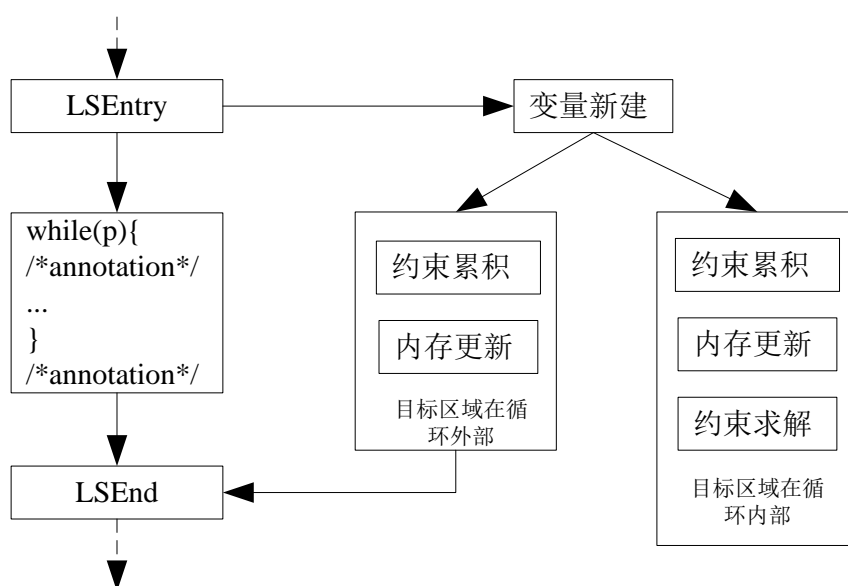 LSEntry
变量新建
while(p){
/*annotation*/
...
}
/*annotation*/
约束累积
内存更新
目标区域在循
环外部
约束累积
内存更新
约束求解
目标区域在循
环内部
LSEnd